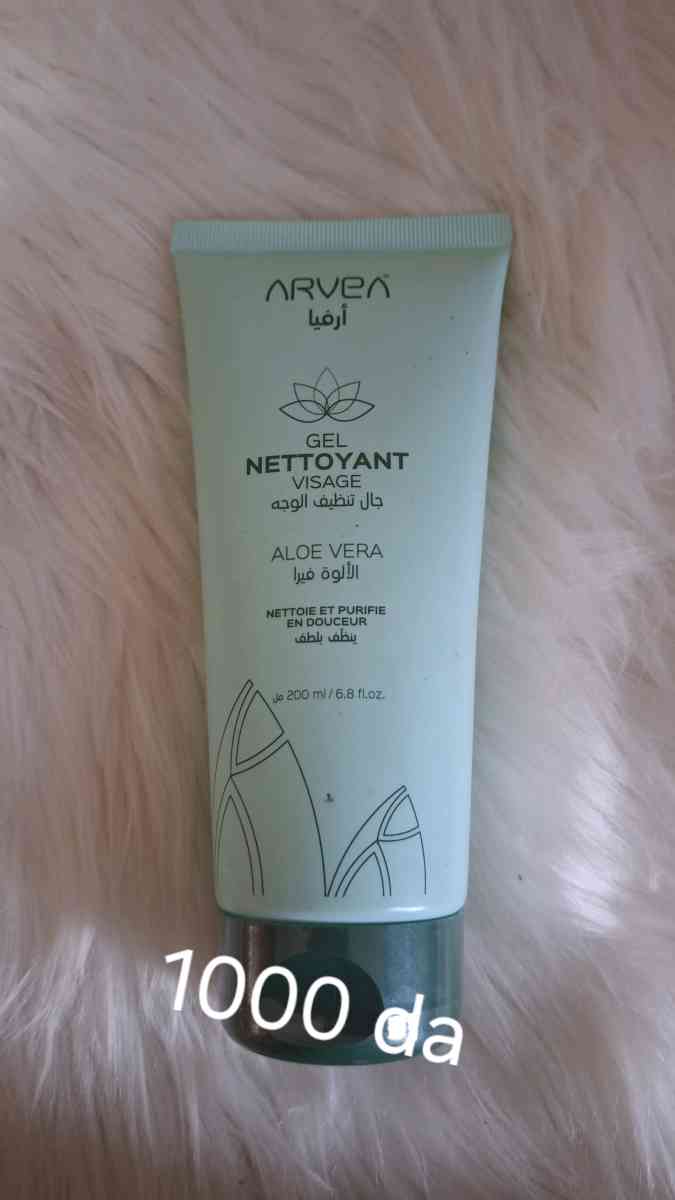 ARVEA
أرفيا
GEL
NETTOYANT
VISAGE
جال تنظيف الوجه
ALOE VERA
الألوة فيرا
NETTOIE ET PURIFIE
EN DOUCEUR
ينظّف بلطف
200 ml / 6.8 fl.oz. مل
1000 da